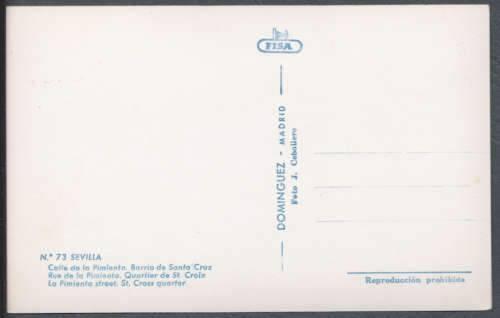 FISA
DOMINGUEZ - MADRID
Foto J. Caballero
N.° 73 SEVILLA
Calle de la Pimienta. Barrio de Santa Cruz
Rue de la Pimienta. Quartier de St. Croix
La Pimienta street. St. Cross quarter
Reproducción prohibida